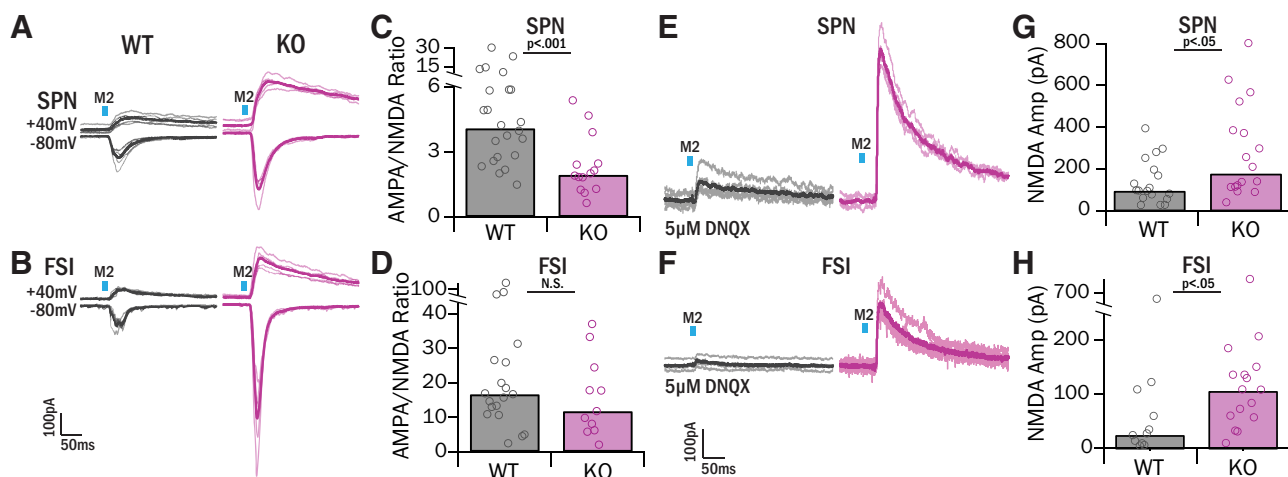 A
WT
KO
SPN
M2
M2
+40mV
-80mV
B
FSI
M2
M2
+40mV
-80mV
100pA
50ms
C
SPN
p<.001
AMPA/NMDA Ratio
30
15
6
3
0
WT
KO
D
FSI
N.S.
AMPA/NMDA Ratio
100
40
30
20
10
0
WT
KO
E
SPN
M2
M2
5µM DNQX
F
FSI
M2
M2
5µM DNQX
100pA
50ms
G
SPN
p<.05
NMDA Amp (pA)
800
600
400
200
0
WT
KO
H
FSI
p<.05
NMDA Amp (pA)
700
200
100
0
WT
KO